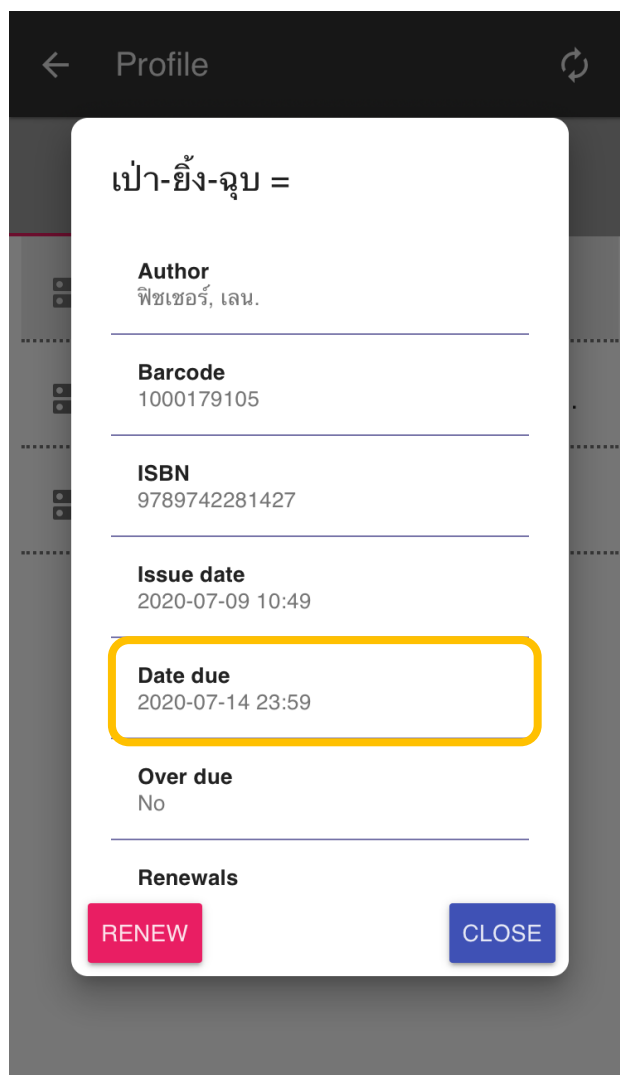 Profile
เป่า-ยิ้ง-ฉุบ =
Author
ฟิชเชอร์, เลน.
Barcode
1000179105
ISBN
9789742281427
Issue date
2020-07-09 10:49
Date due
2020-07-14 23:59
Over due
No
Renewals
RENEW
CLOSE